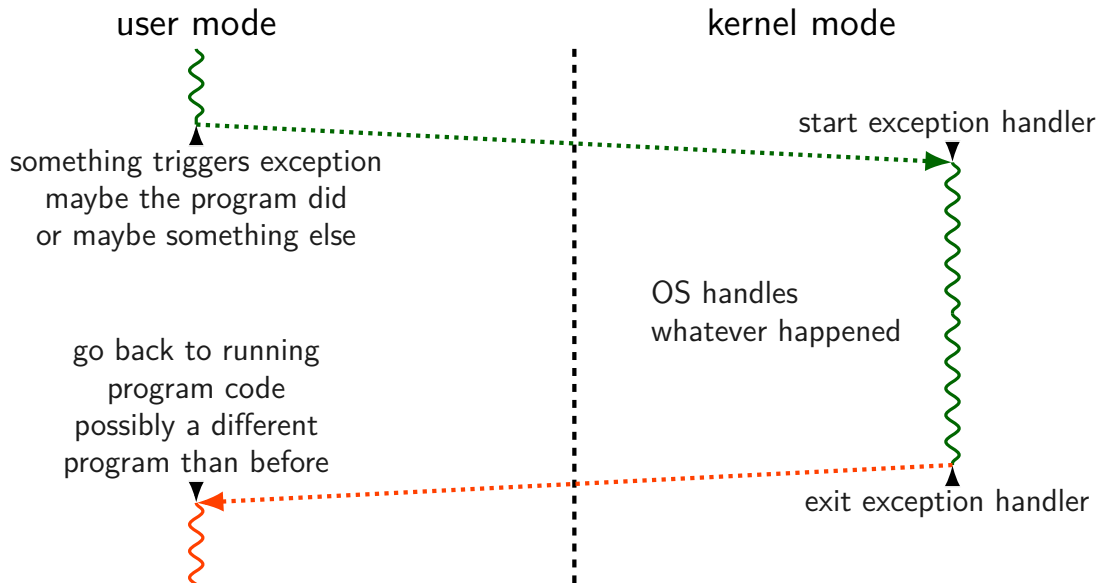 user mode
kernel mode
start exception handler
something triggers exception
maybe the program did
or maybe something else
OS handles
whatever happened
go back to running
program code
possibly a different
program than before
exit exception handler